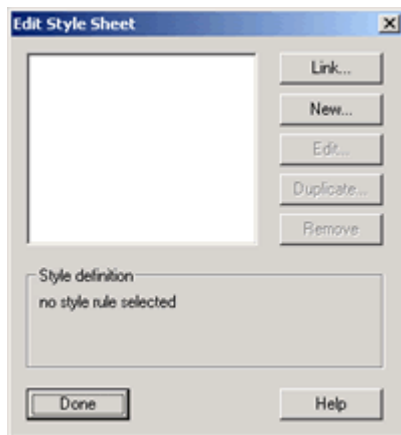 Edit Style Sheet
Link...
New...
Edit...
Duplicate...
Remove
Style definition
no style rule selected
Done
Help